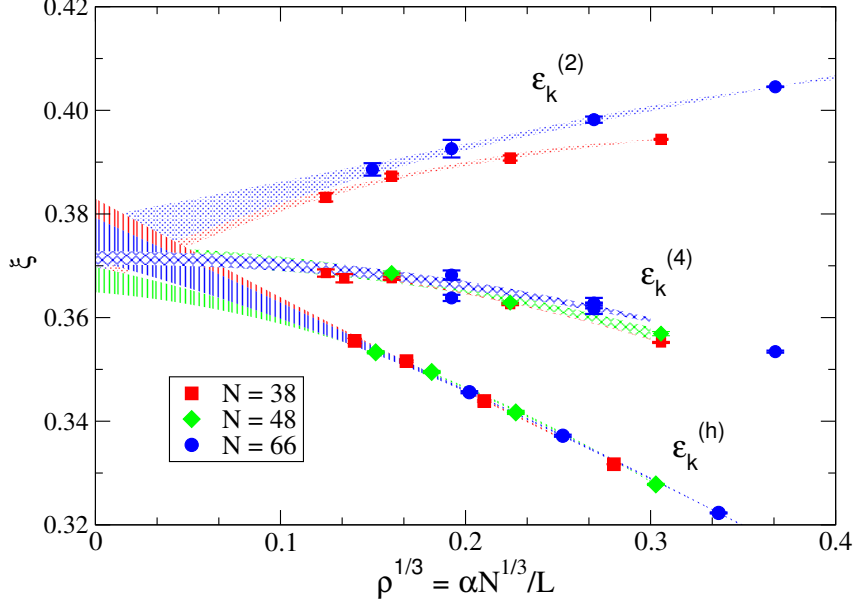 0.42
0.40
0.38
0.36
0.34
0.32
ξ
ε_k^(2)
ε_k^(4)
ε_k^(h)
N = 38
N = 48
N = 66
0 0.1 0.2 0.3 0.4
ρ^1/3 = αN^1/3/L